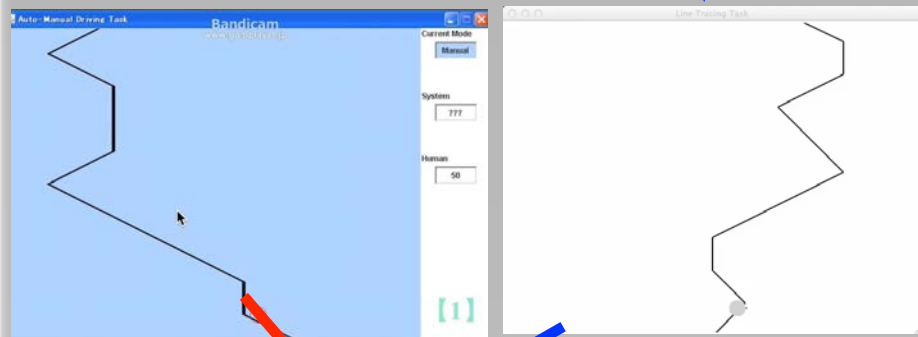 Auto-Manual Driving Task
Bandicam
Current Mode
Manual
System
???
Human
50
【1】
Line Tracing Task